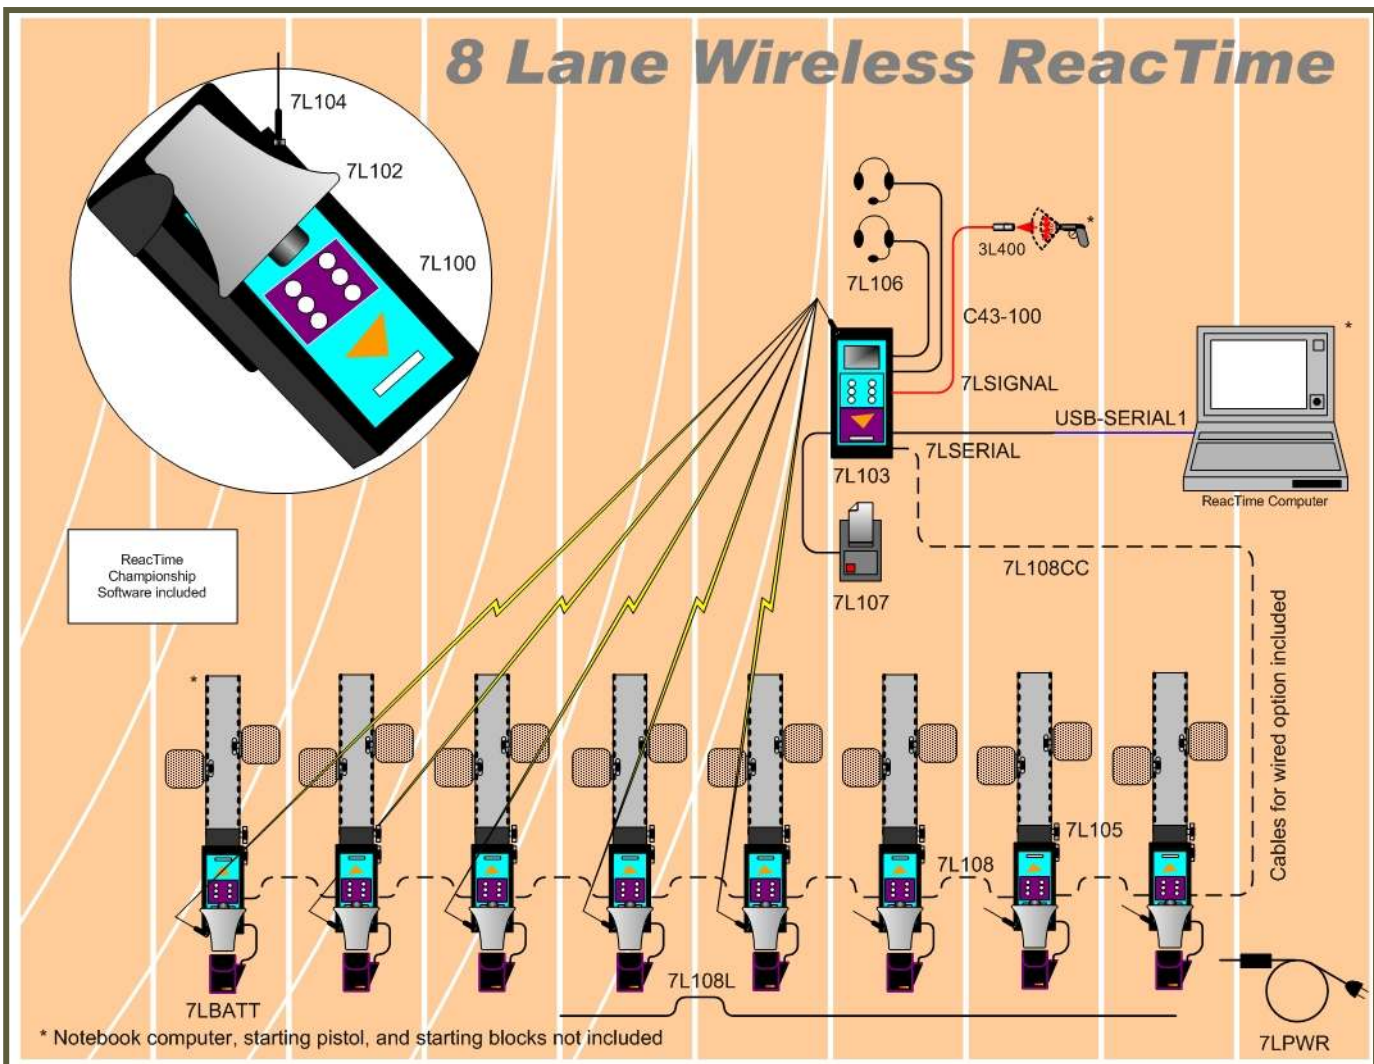 8 Lane Wireless ReacTime
7L104
7L102
7L100
7L106
*
3L400
C43-100
*
7LSIGNAL
USB-SERIAL1
7LSERIAL
7L103
ReacTime Computer
ReacTime
Championship
Software included
7L108CC
7L107
Cables for wired option included
*
7L105
7L108
7L108L
7LBATT
* Notebook computer, starting pistol, and starting blocks not included
7LPWR